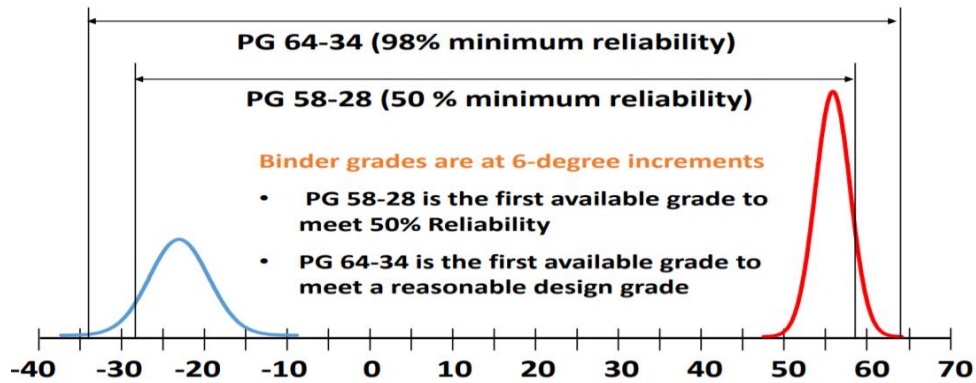 PG 64-34 (98% minimum reliability)
PG 58-28 (50 % minimum reliability)
Binder grades are at 6-degree increments
• PG 58-28 is the first available grade to
meet 50% Reliability
• PG 64-34 is the first available grade to
meet a reasonable design grade
-40 -30 -20 -10 0 10 20 30 40 50 60 70